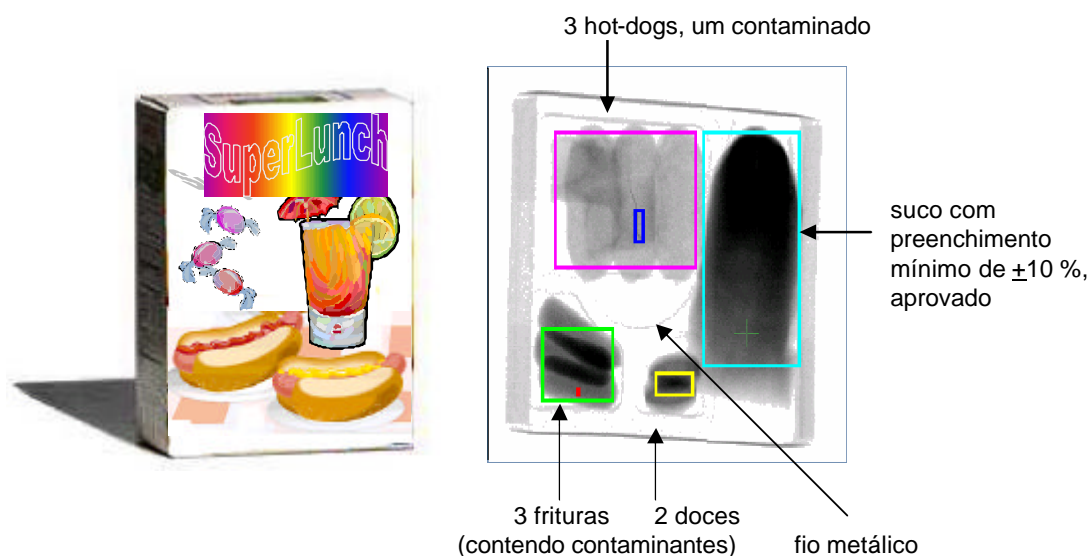 3 hot-dogs, um contaminado
SuperLunch
suco com
preenchimento
mínimo de ±10 %,
aprovado
3 frituras
(contendo contaminantes)
2 doces
fio metálico